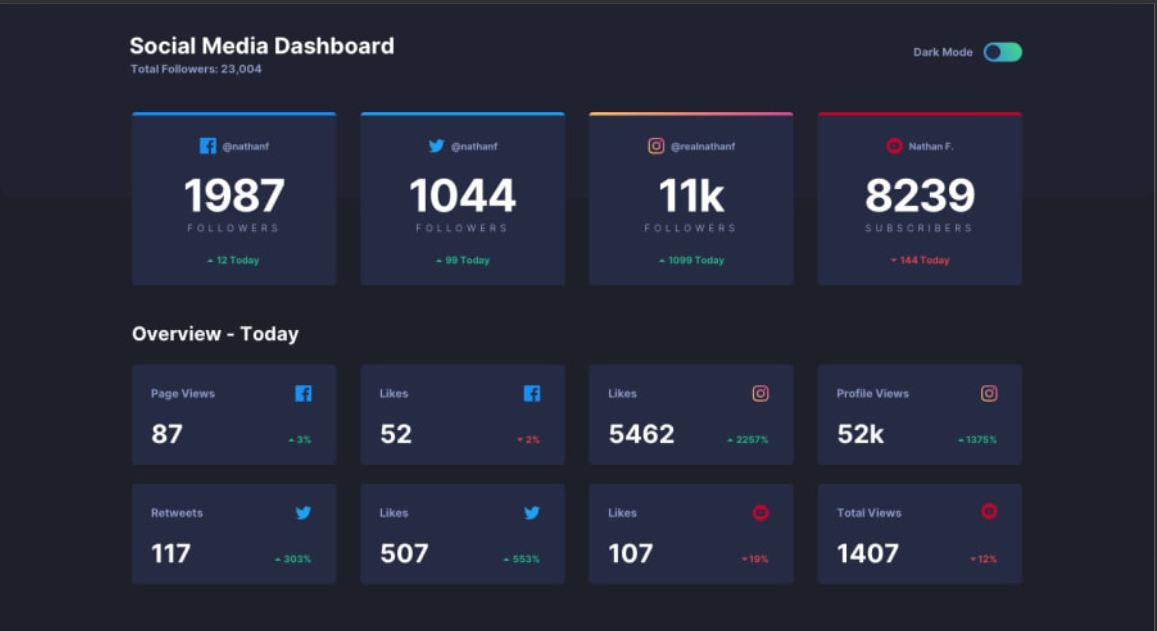 Social Media Dashboard
Total Followers: 23,004
Dark Mode
@nathanf
1987
FOLLOWERS
12 Today
@nathanf
1044
FOLLOWERS
99 Today
@realnathanf
11k
FOLLOWERS
1099 Today
Nathan F.
8239
SUBSCRIBERS
144 Today
Overview - Today
Page Views
87
3%
Likes
52
2%
Likes
5462
2257%
Profile Views
52k
1375%
Retweets
117
303%
Likes
507
553%
Likes
107
19%
Total Views
1407
12%